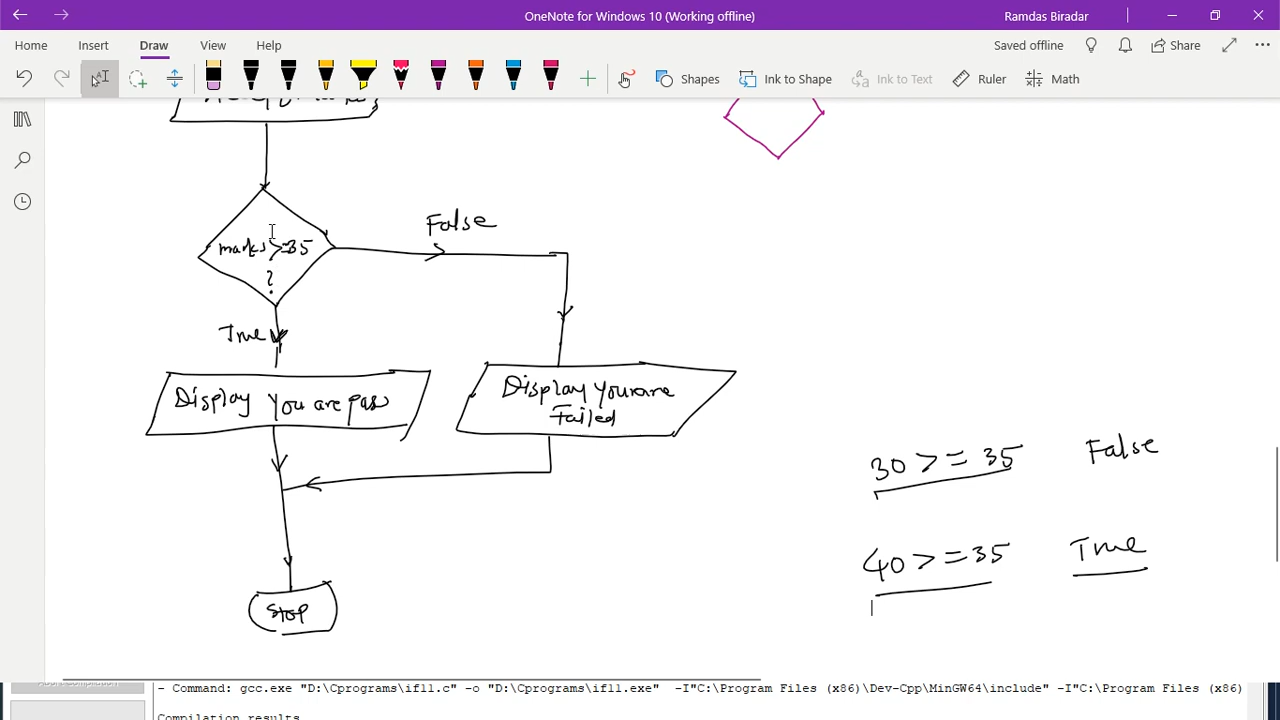 OneNote for Windows 10 (Working offline)
Ramdas Biradar
Home
Insert
Draw
View
Help
Saved offline
Share
Shapes
Ink to Shape
Ink to Text
Ruler
Math
False
marks >=35
?
True
Display You are pass
Display You are
Failed
30 >= 35 False
40 >= 35 True
Stop
- Command: gcc.exe "D:\Cprograms\if11.c" -o "D:\Cprograms\if11.exe" -I"C:\Program Files (x86)\Dev-Cpp\MinGW64\include" -I"C:\Program Files (x86)
Compilation results